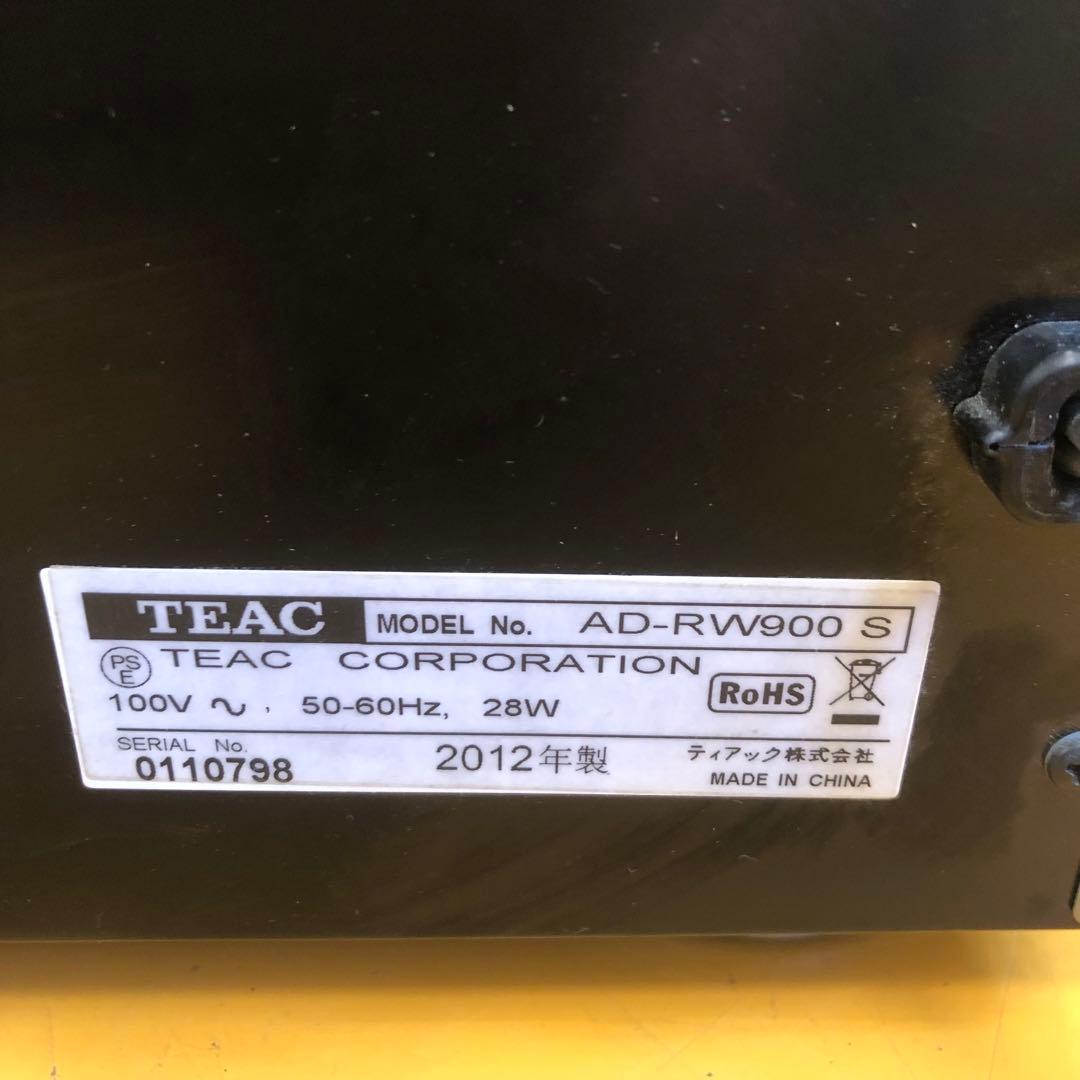 TEAC MODEL No. AD-RW900 S
PSE TEAC CORPORATION
100V ～, 50-60Hz, 28W RoHS
SERIAL No.
0110798
2012年製
ティアック株式会社
MADE IN CHINA